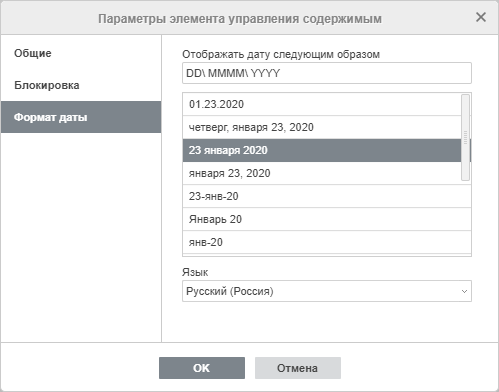 Параметры элемента управления содержимым
Общие
Блокировка
Формат даты
Отображать дату следующим образом
DD\ MMMM\ YYYY
01.23.2020
четверг, января 23, 2020
23 января 2020
января 23, 2020
23-янв-20
Январь 20
янв-20
Язык
Русский (Россия)
OK
Отмена